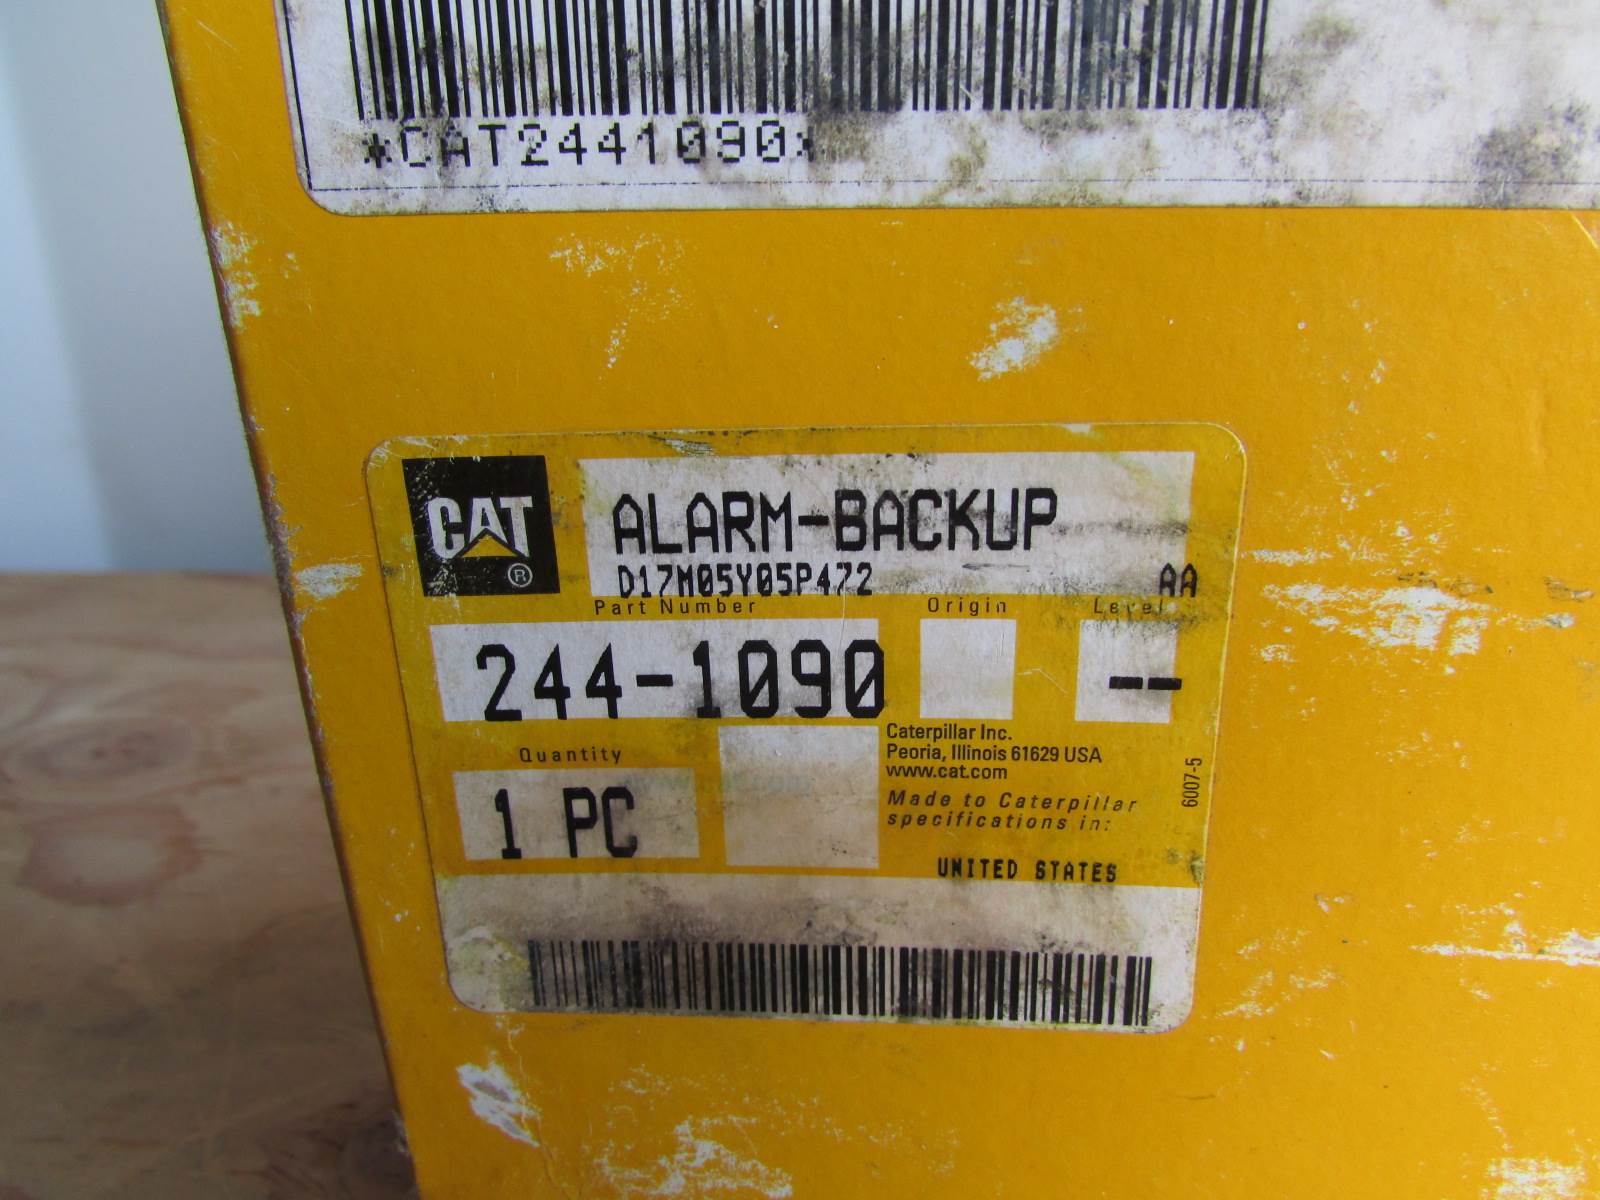 *CAT2441090*
CAT®
ALARM-BACKUP
D17M05Y05P472 AA
Part Number Origin Level
244-1090 --
Quantity
1 PC
Caterpillar Inc.
Peoria, Illinois 61629 USA
www.cat.com
Made to Caterpillar
specifications in:
6007-5
UNITED STATES